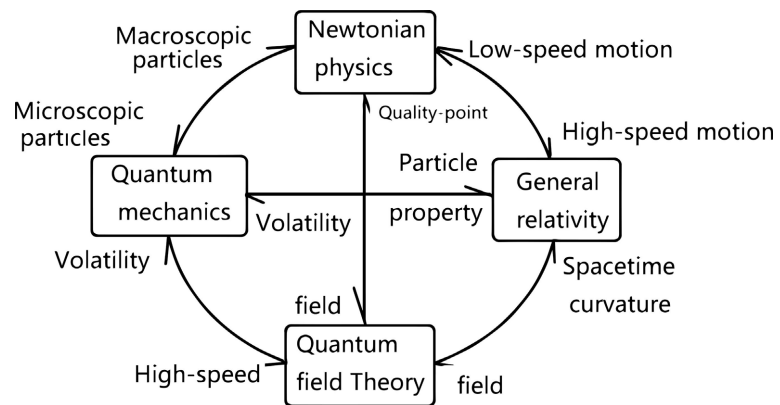 Macroscopic
particles
Newtonian
physics
Low-speed motion
Microscopic
particles
Quality-point
High-speed motion
Quantum
mechanics
Particle
property
General
relativity
Volatility
Volatility
Spacetime
curvature
field
High-speed
Quantum
field Theory
field